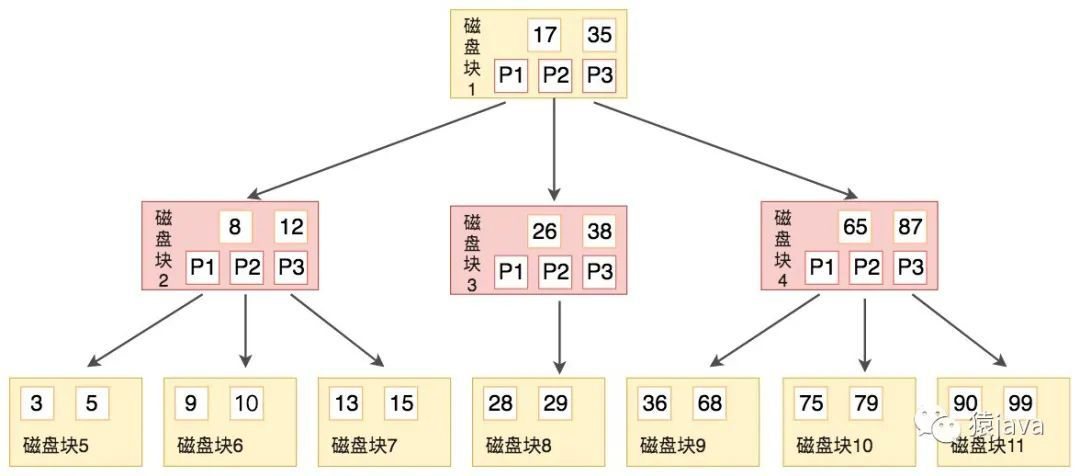 磁盘块1
17 35
P1 P2 P3
磁盘块2
8 12
P1 P2 P3
磁盘块3
26 38
P1 P2 P3
磁盘块4
65 87
P1 P2 P3
3 5
磁盘块5
9 10
磁盘块6
13 15
磁盘块7
28 29
磁盘块8
36 68
磁盘块9
75 79
磁盘块10
90 99
磁盘块11
猿java